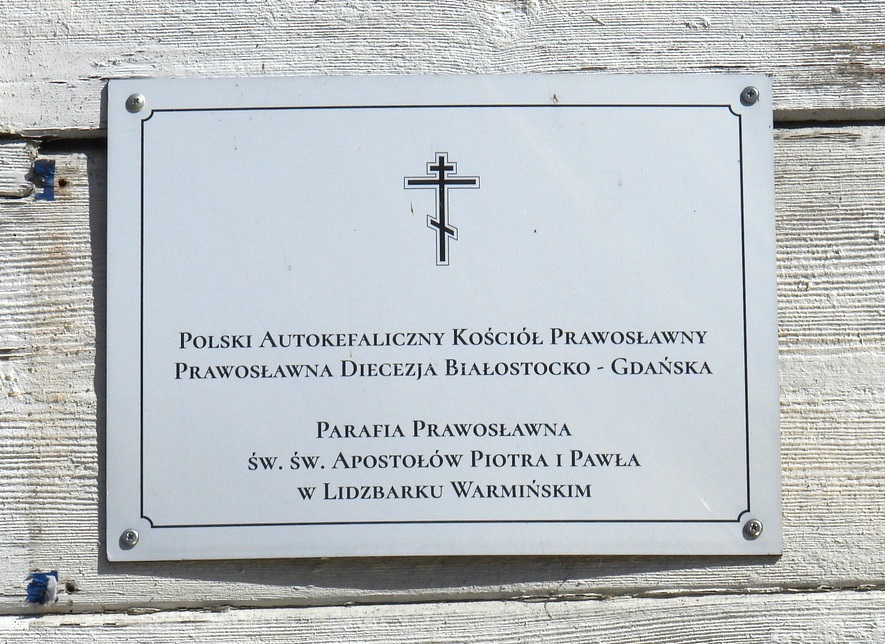 Polski Autokefaliczny Kościół Prawosławny
Prawosławna Diecezja Białostocko - Gdańska
Parafia Prawosławna
św. św. Apostołów Piotra i Pawła
w Lidzbarku Warmińskim